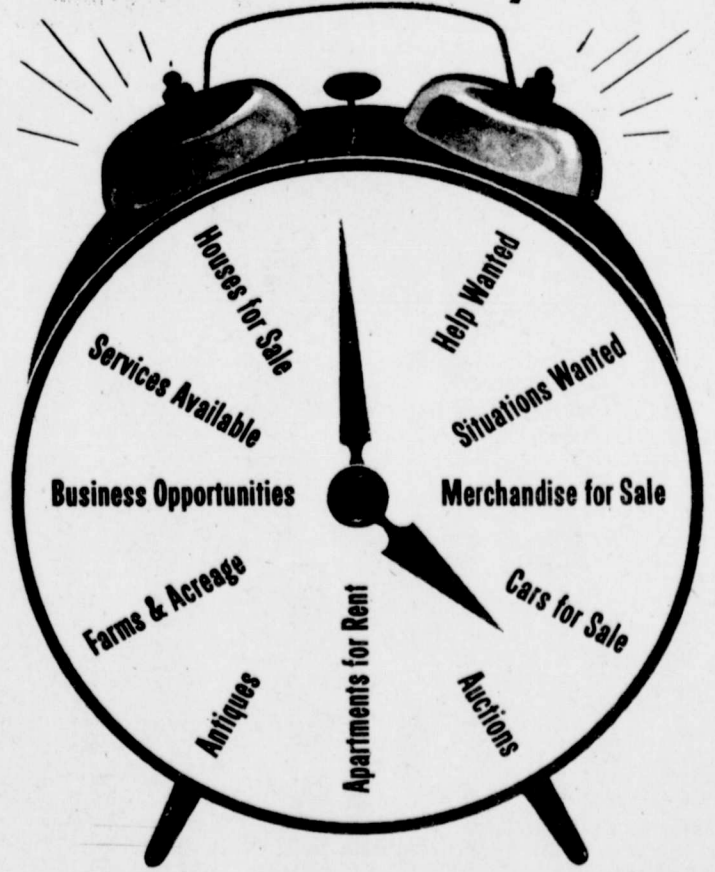 Houses for Sale
Help Wanted
Services Available
Situations Wanted
Business Opportunities
Merchandise for Sale
Farms & Acreage
Cars for Sale
Antiques
Apartments for Rent
Auctions